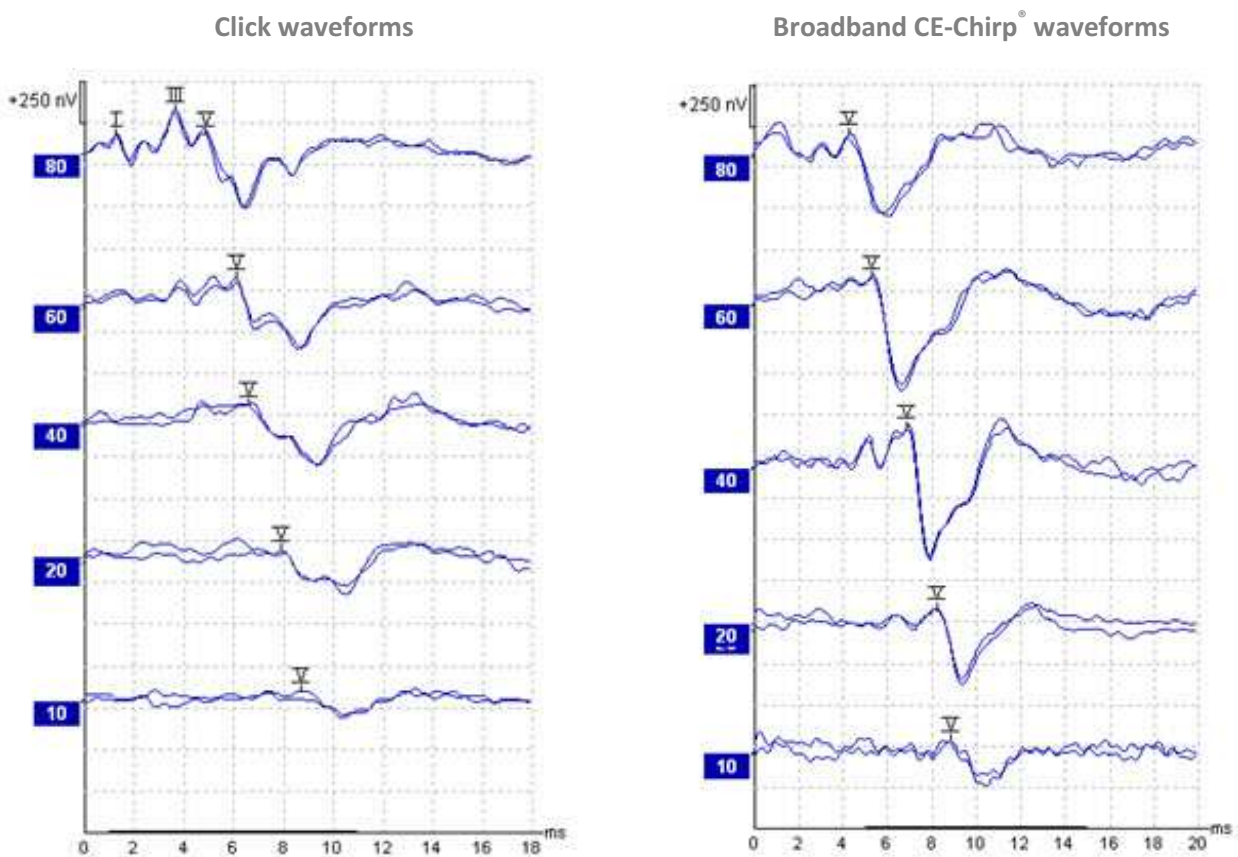 Click waveforms
+250 nV
I
III
V
80
V
60
V
40
V
20
V
10
ms
0 2 4 6 8 10 12 14 16 18
Broadband CE-Chirp® waveforms
+250 nV
V
80
V
60
V
40
V
20
V
10
ms
0 2 4 6 8 10 12 14 16 18 20